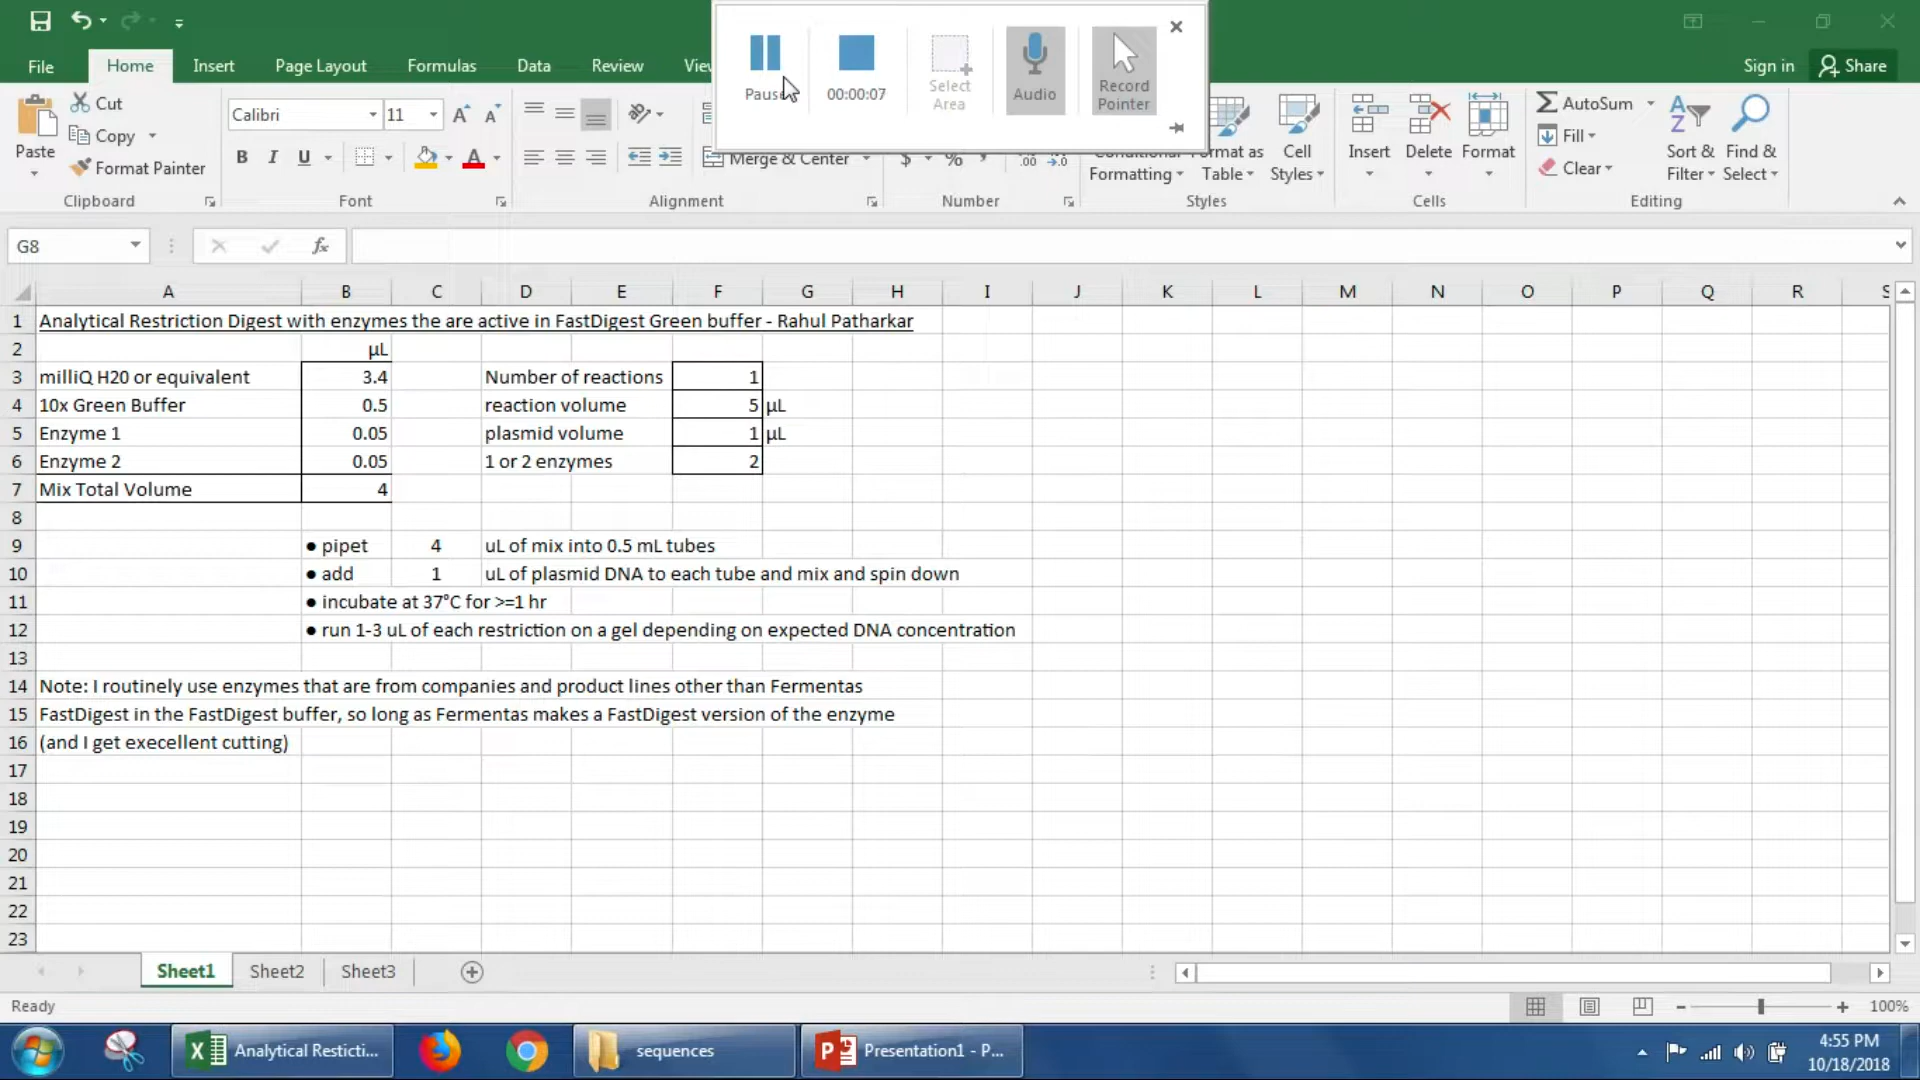 File
Home
Insert
Page Layout
Formulas
Data
Review
Pause
00:00:07
Select Area
Audio
Record Pointer
Sign in
Share
Paste
Cut
Copy
Format Painter
Clipboard
Calibri
11
B I U
Font
Merge & Center
Alignment
$ %
Number
Formatting
Table
Cell Styles
Styles
Insert
Delete
Format
Cells
AutoSum
Fill
Clear
Sort & Filter
Find & Select
Editing
G8
fx
A B C D E F G H I J K L M N O P Q R
1 Analytical Restriction Digest with enzymes the are active in FastDigest Green buffer - Rahul Patharkar
2 µL
3 milliQ H20 or equivalent 3.4 Number of reactions 1
4 10x Green Buffer 0.5 reaction volume 5 µL
5 Enzyme 1 0.05 plasmid volume 1 µL
6 Enzyme 2 0.05 1 or 2 enzymes 2
7 Mix Total Volume 4
8
9 ● pipet 4 uL of mix into 0.5 mL tubes
10 ● add 1 uL of plasmid DNA to each tube and mix and spin down
11 ● incubate at 37°C for >=1 hr
12 ● run 1-3 uL of each restriction on a gel depending on expected DNA concentration
13
14 Note: I routinely use enzymes that are from companies and product lines other than Fermentas
15 FastDigest in the FastDigest buffer, so long as Fermentas makes a FastDigest version of the enzyme
16 (and I get execellent cutting)
17
18
19
20
21
22
23
Sheet1 Sheet2 Sheet3
Ready
100%
Analytical Resticti...
sequences
Presentation1 - P...
4:55 PM
10/18/2018